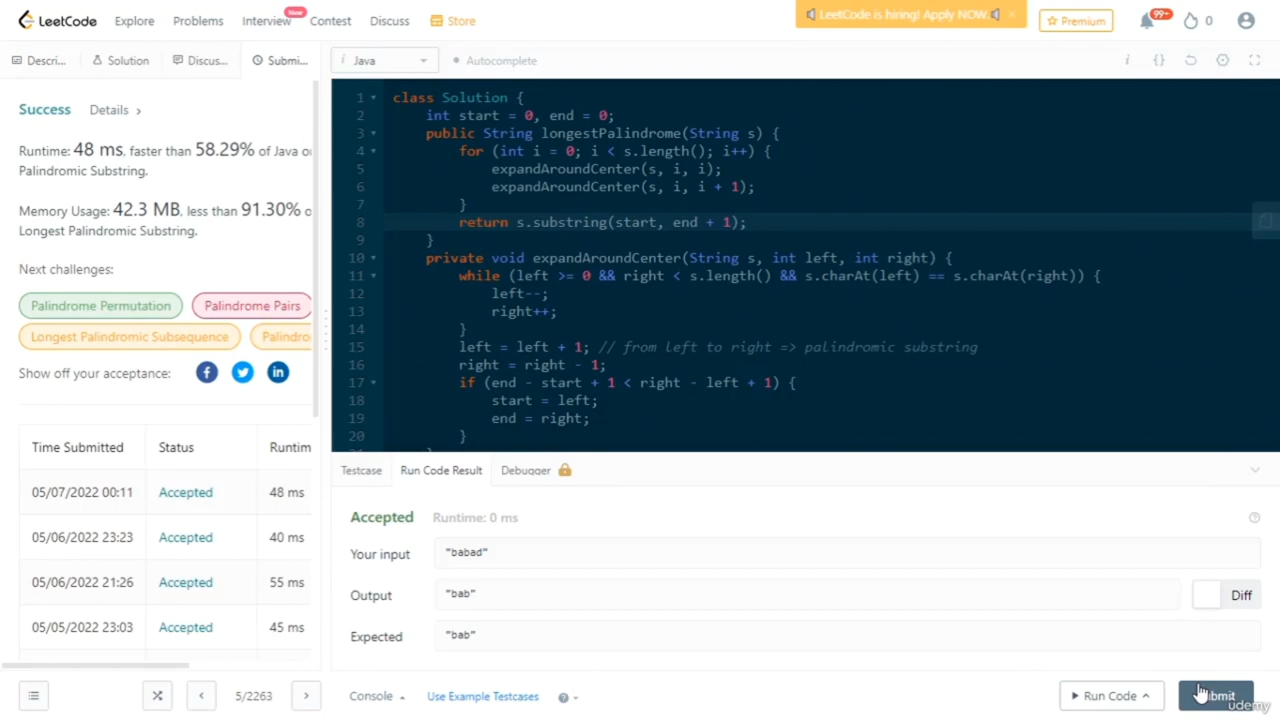 LeetCode Explore Problems Interview New Contest Discuss Store LeetCode is hiring! Apply NOW. Premium 99+ 0
Descri... Solution Discus... Submi...
i Java Autocomplete
Success Details >
Runtime: 48 ms, faster than 58.29% of Java
Palindromic Substring.
Memory Usage: 42.3 MB, less than 91.30%
Longest Palindromic Substring.
Next challenges:
Palindrome Permutation Palindrome Pairs
Longest Palindromic Subsequence
Show off your acceptance:
Time Submitted Status Runtim
05/07/2022 00:11 Accepted 48 ms
05/06/2022 23:23 Accepted 40 ms
05/06/2022 21:26 Accepted 55 ms
05/05/2022 23:03 Accepted 45 ms
5/2263
1 class Solution {
2 int start = 0, end = 0;
3 public String longestPalindrome(String s) {
4 for (int i = 0; i < s.length(); i++) {
5 expandAroundCenter(s, i, i);
6 expandAroundCenter(s, i, i + 1);
7 }
8 return s.substring(start, end + 1);
9 }
10 private void expandAroundCenter(String s, int left, int right) {
11 while (left >= 0 && right < s.length() && s.charAt(left) == s.charAt(right)) {
12 left--;
13 right++;
14 }
15 left = left + 1; // from left to right => palindromic substring
16 right = right - 1;
17 if (end - start + 1 < right - left + 1) {
18 start = left;
19 end = right;
20 }
Testcase Run Code Result Debugger
Accepted Runtime: 0 ms
Your input "babad"
Output "bab" Diff
Expected "bab"
Console Use Example Testcases Run Code
udemy